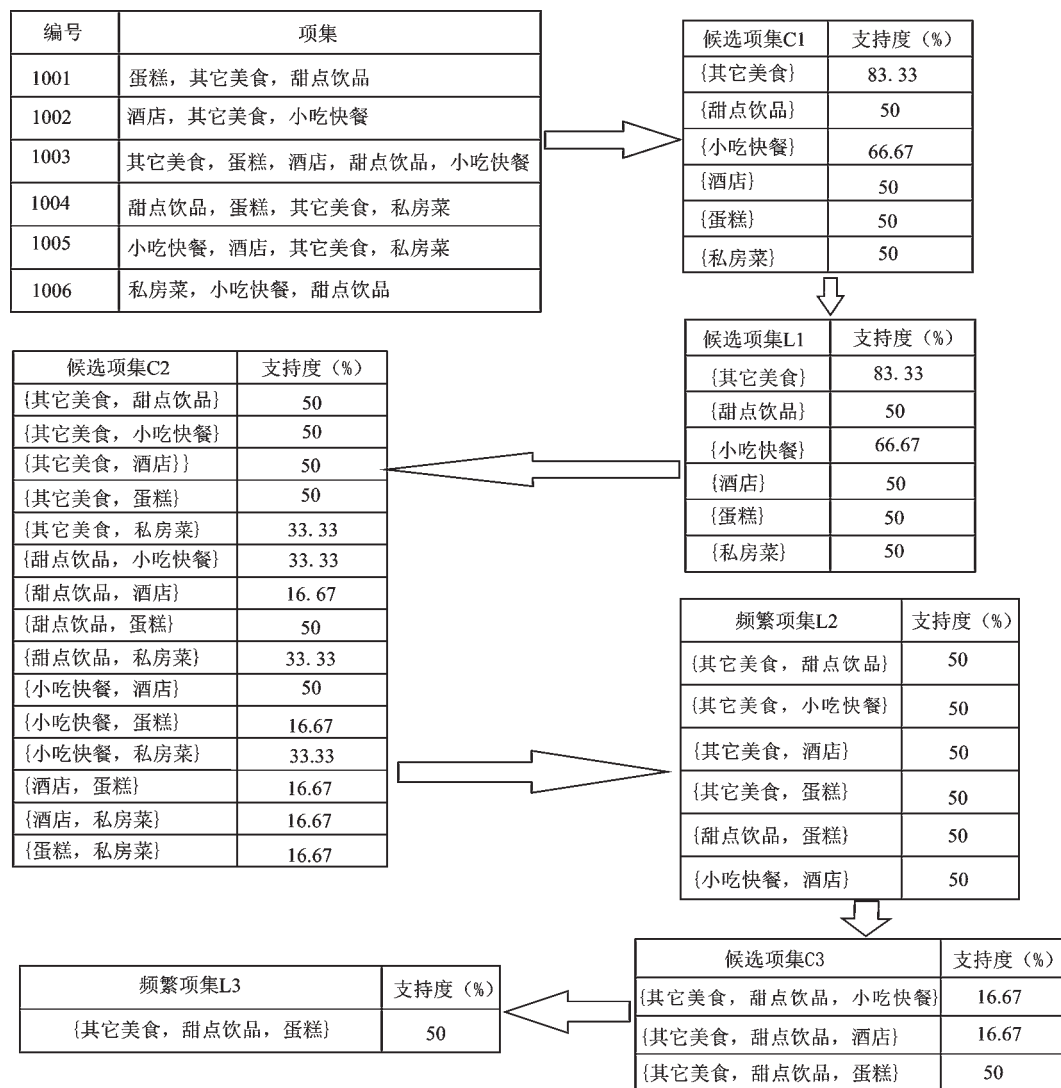 编号 项集
1001 蛋糕，其它美食，甜点饮品
1002 酒店，其它美食，小吃快餐
1003 其它美食，蛋糕，酒店，甜点饮品，小吃快餐
1004 甜点饮品，蛋糕，其它美食，私房菜
1005 小吃快餐，酒店，其它美食，私房菜
1006 私房菜，小吃快餐，甜点饮品
候选项集C1 支持度（%）
{其它美食} 83.33
{甜点饮品} 50
{小吃快餐} 66.67
{酒店} 50
{蛋糕} 50
{私房菜} 50
候选项集L1 支持度（%）
{其它美食} 83.33
{甜点饮品} 50
{小吃快餐} 66.67
{酒店} 50
{蛋糕} 50
{私房菜} 50
候选项集C2 支持度（%）
{其它美食，甜点饮品} 50
{其它美食，小吃快餐} 50
{其它美食，酒店}} 50
{其它美食，蛋糕} 50
{其它美食，私房菜} 33.33
{甜点饮品，小吃快餐} 33.33
{甜点饮品，酒店} 16.67
{甜点饮品，蛋糕} 50
{甜点饮品，私房菜} 33.33
{小吃快餐，酒店} 50
{小吃快餐，蛋糕} 16.67
{小吃快餐，私房菜} 33.33
{酒店，蛋糕} 16.67
{酒店，私房菜} 16.67
{蛋糕，私房菜} 16.67
频繁项集L2 支持度（%）
{其它美食，甜点饮品} 50
{其它美食，小吃快餐} 50
{其它美食，酒店} 50
{其它美食，蛋糕} 50
{甜点饮品，蛋糕} 50
{小吃快餐，酒店} 50
候选项集C3 支持度（%）
{其它美食，甜点饮品，小吃快餐} 16.67
{其它美食，甜点饮品，酒店} 16.67
{其它美食，甜点饮品，蛋糕} 50
频繁项集L3 支持度（%）
{其它美食，甜点饮品，蛋糕} 50